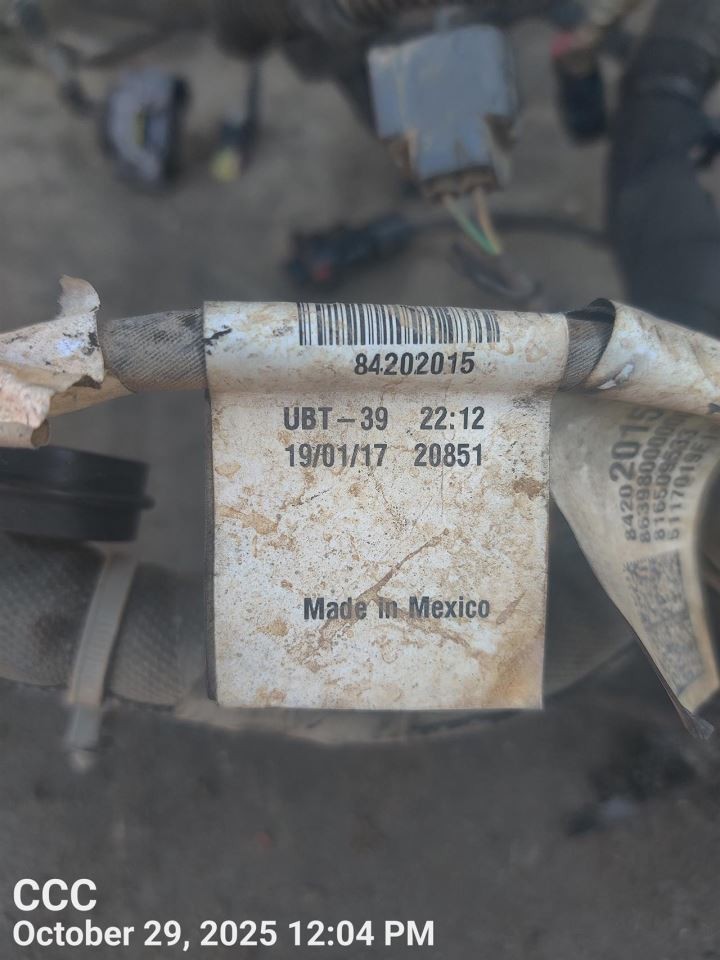 84202015
UBT-39 22:12
19/01/17 20851
Made in Mexico
84202015
CCC
October 29, 2025 12:04 PM